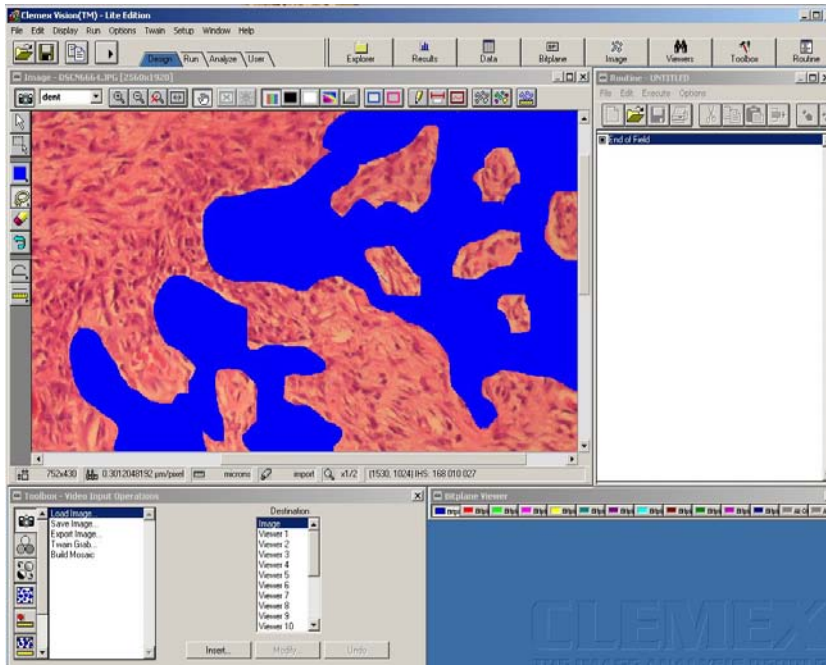 Clemex Vision(TM) - Lite Edition
File Edit Display Run Options Twain Setup Window Help
Design Run Analyze User
Explorer Results Data Bitplane Image Viewers Toolbox Routine
Image - DSCN6664.JPG [2560x1920]
dent
Routine - UNTITLED
File Edit Execute Options
End of Field
752x430 0.3012048192 µm/pixel microns import x1/2 (1530, 1024) IHS: 168 010 027
Toolbox - Video Input Operations
Load Image...
Save Image...
Export Image...
Twain Grab...
Build Mosaic
Destination
Image
Viewer 1
Viewer 2
Viewer 3
Viewer 4
Viewer 5
Viewer 6
Viewer 7
Viewer 8
Viewer 9
Viewer 10
Insert... Modify... Undo
Bitplane Viewer
CLEMEX